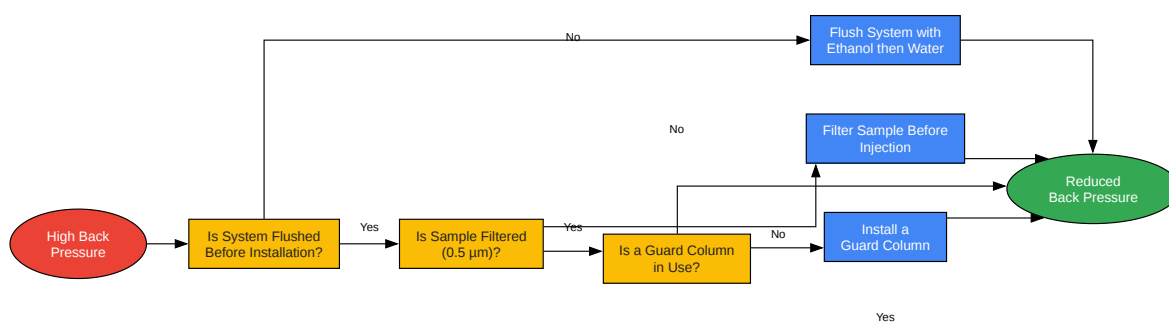 Flush System with
Ethanol then Water
No
No
Filter Sample Before
Injection
Reduced
Back Pressure
High Back
Pressure
Is System Flushed
Before Installation?
Yes
Is Sample Filtered
(0.5 µm)?
Yes
Is a Guard Column
in Use?
No
Install a
Guard Column
Yes